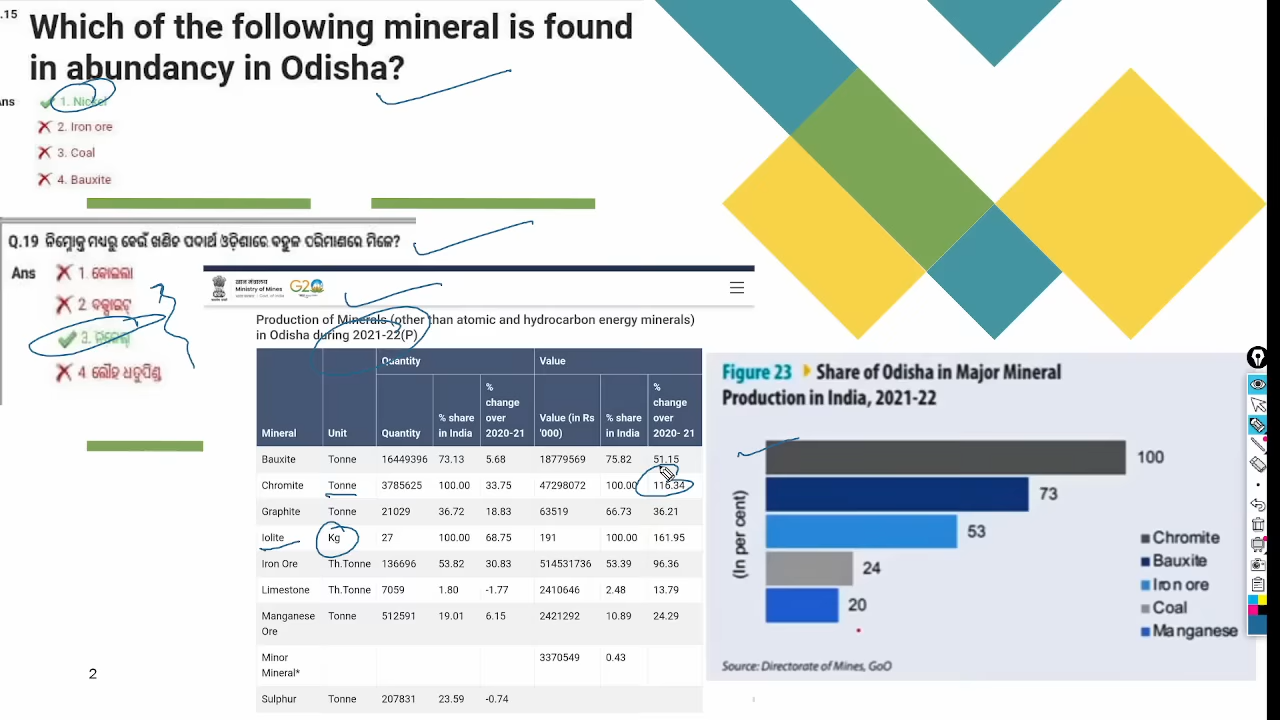 .15
Which of the following mineral is found
in abundancy in Odisha?
Ans
1. Nickel
2. Iron ore
3. Coal
4. Bauxite
Q.19 ନିମ୍ନୋକ୍ତ ମଧ୍ୟରୁ କେଉଁ ଖଣିଜ ପଦାର୍ଥ ଓଡ଼ିଶାରେ ବହୁଳ ପରିମାଣରେ ମିଳେ?
Ans
1. କୋଇଲା
2. ବକ୍ସାଇଟ୍
3. ନିକେଲ୍
4 ଲୌହ ଧାତୁପିଣ୍ଡ
खान मंत्रालय
Ministry of Mines
G20
Production of Minerals (other than atomic and hydrocarbon energy minerals)
in Odisha during 2021-22(P)
Quantity Value
Mineral Unit Quantity % share in India % change over 2020-21 Value (in Rs '000) % share in India % change over 2020- 21
Bauxite Tonne 16449396 73.13 5.68 18779569 75.82 51.15
Chromite Tonne 3785625 100.00 33.75 47298072 100.00 116.34
Graphite Tonne 21029 36.72 18.83 63519 66.73 36.21
Iolite Kg 27 100.00 68.75 191 100.00 161.95
Iron Ore Th.Tonne 136696 53.82 30.83 514531736 53.39 96.36
Limestone Th.Tonne 7059 1.80 -1.77 2410646 2.48 13.79
Manganese Ore Tonne 512591 19.01 6.15 2421292 10.89 24.29
Minor Mineral* 3370549 0.43
Sulphur Tonne 207831 23.59 -0.74
Figure 23 Share of Odisha in Major Mineral
Production in India, 2021-22
(In per cent)
100
73
53
24
20
Chromite
Bauxite
Iron ore
Coal
Manganese
Source: Directorate of Mines, GoO
2